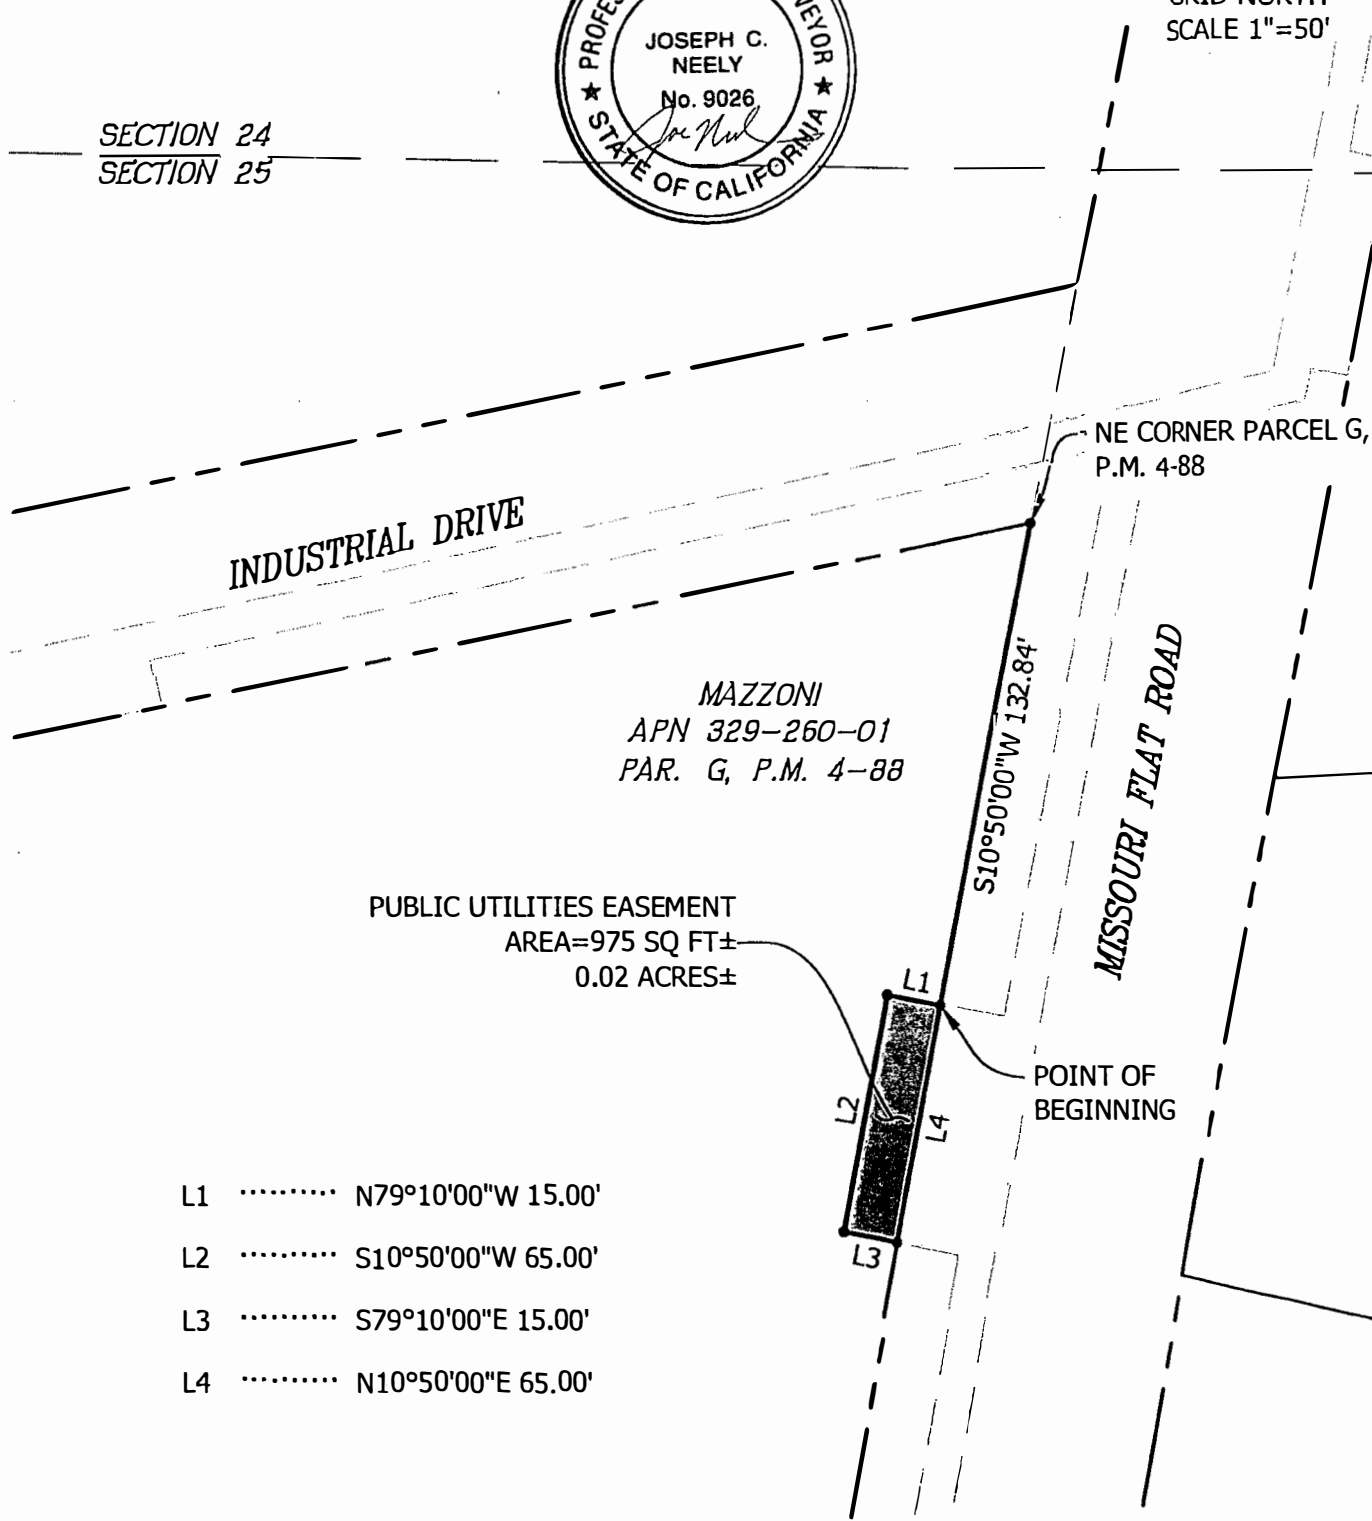 SCALE 1"=50'
JOSEPH C.
NEELY
No. 9026
STATE OF CALIFORNIA
SECTION 24
SECTION 25
NE CORNER PARCEL G,
P.M. 4-88
INDUSTRIAL DRIVE
MAZZONI
APN 329-260-01
PAR. G, P.M. 4-88
S10°50'00"W 132.84'
MISSOURI FLAT ROAD
PUBLIC UTILITIES EASEMENT
AREA=975 SQ FT±
0.02 ACRES±
L1
POINT OF
BEGINNING
L2
L4
L3
L1 .......... N79°10'00"W 15.00'
L2 .......... S10°50'00"W 65.00'
L3 .......... S79°10'00"E 15.00'
L4 .......... N10°50'00"E 65.00'